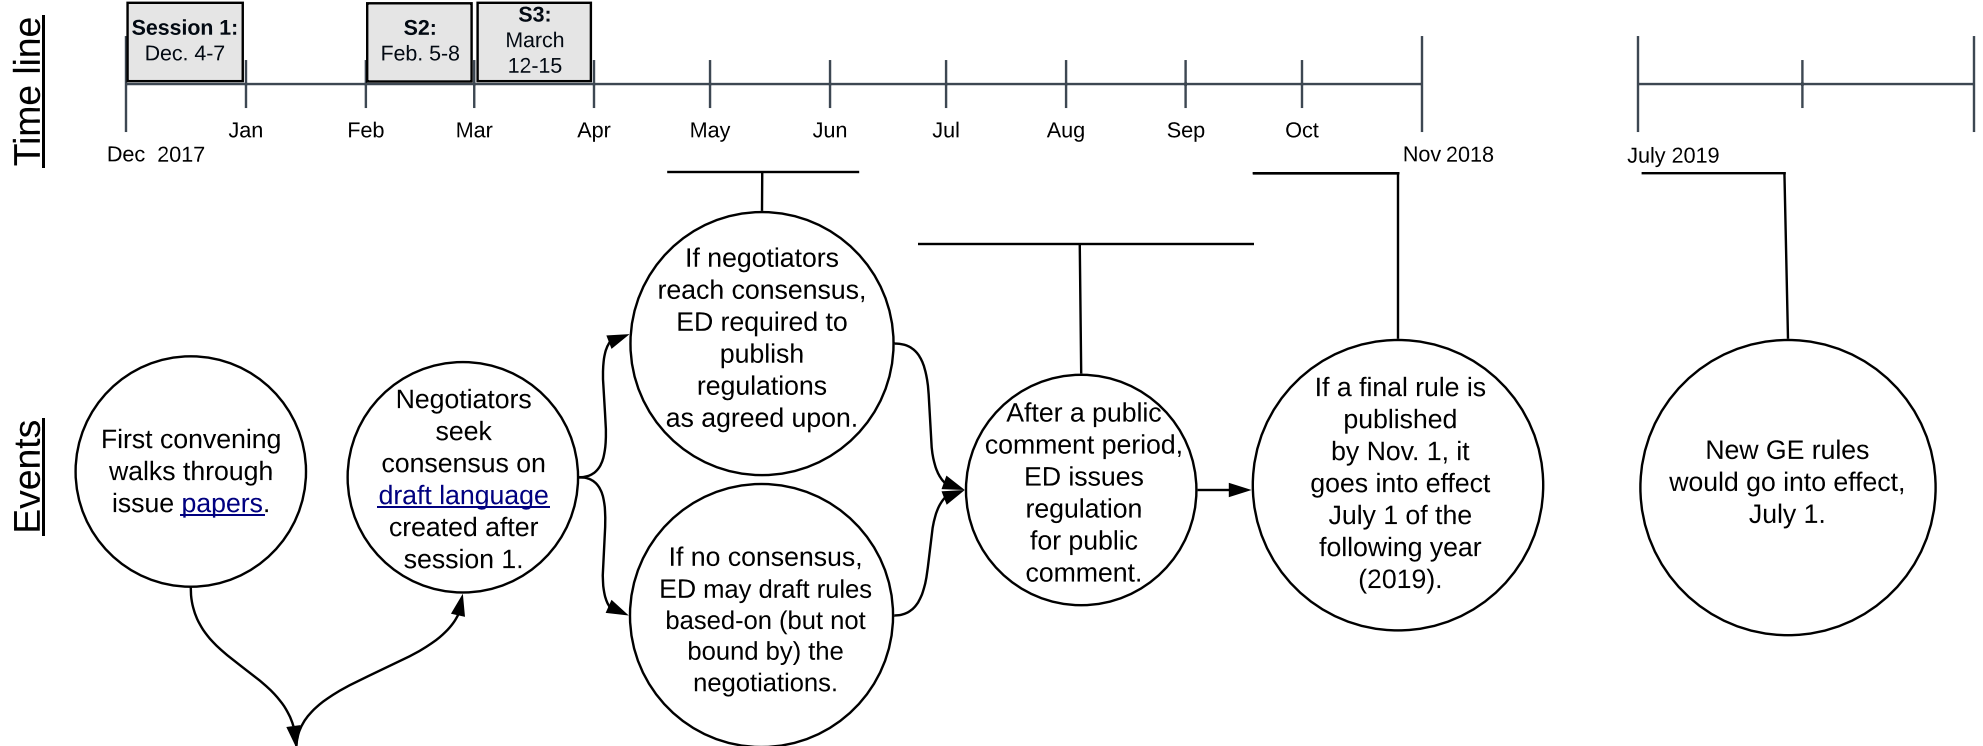 Time line
Session 1:
Dec. 4-7
S2:
Feb. 5-8
S3:
March
12-15
Jan
Feb
Mar
Apr
May
Jun
Jul
Aug
Sep
Oct
Dec 2017
Nov 2018
July 2019
Events
First convening
walks through
issue papers.
Negotiators
seek
consensus on
draft language
created after
session 1.
If negotiators
reach consensus,
ED required to
publish
regulations
as agreed upon.
If no consensus,
ED may draft rules
based-on (but not
bound by) the
negotiations.
After a public
comment period,
ED issues
regulation
for public
comment.
If a final rule is
published
by Nov. 1, it
goes into effect
July 1 of the
following year
(2019).
New GE rules
would go into effect,
July 1.